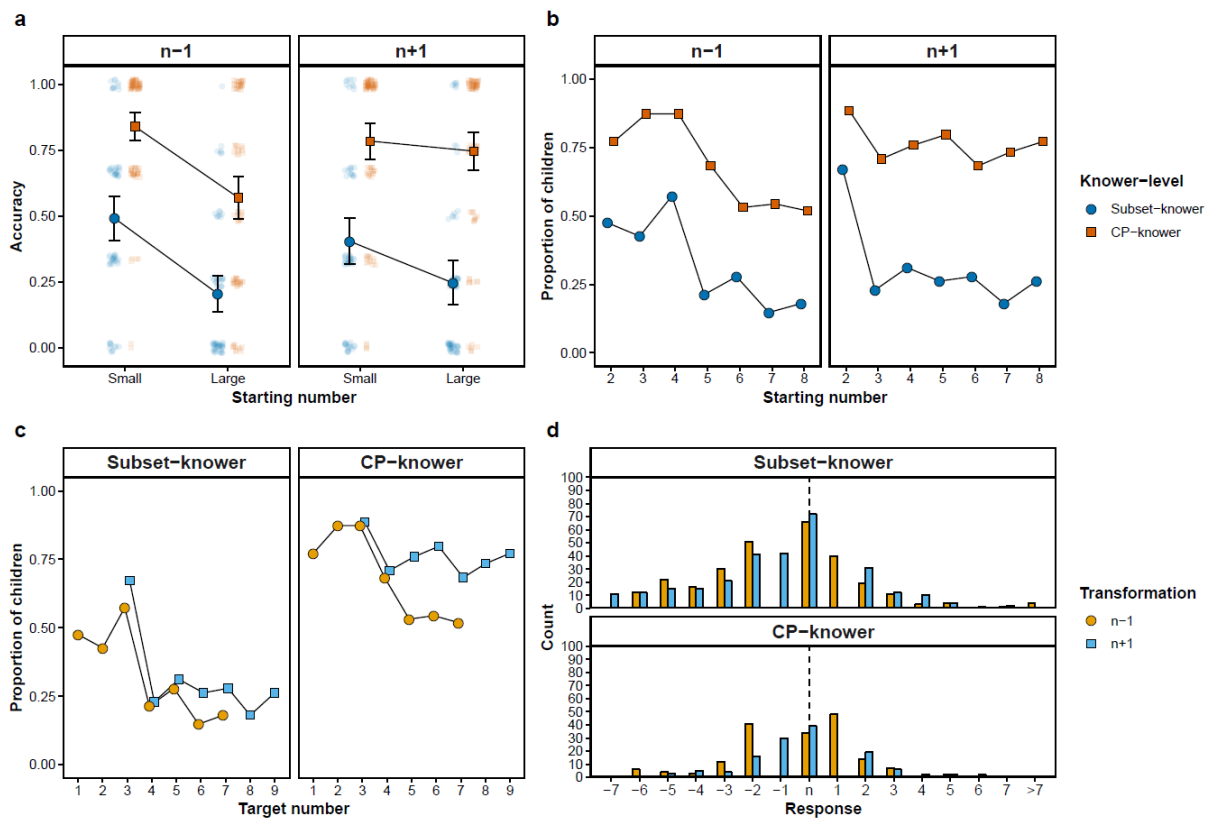 a
n−1
n+1
1.00
0.75
0.50
0.25
0.00
Accuracy
Small
Large
Small
Large
Starting number
b
n−1
n+1
1.00
0.75
0.50
0.25
0.00
Proportion of children
2 3 4 5 6 7 8
2 3 4 5 6 7 8
Starting number
Knower−level
Subset−knower
CP−knower
c
Subset−knower
CP−knower
1.00
0.75
0.50
0.25
0.00
Proportion of children
1 2 3 4 5 6 7 8 9
1 2 3 4 5 6 7 8 9
Target number
d
Subset−knower
100
90
80
70
60
50
40
30
20
10
0
Count
CP−knower
100
90
80
70
60
50
40
30
20
10
0
−7 −6 −5 −4 −3 −2 −1 n 1 2 3 4 5 6 7 >7
Response
Transformation
n−1
n+1